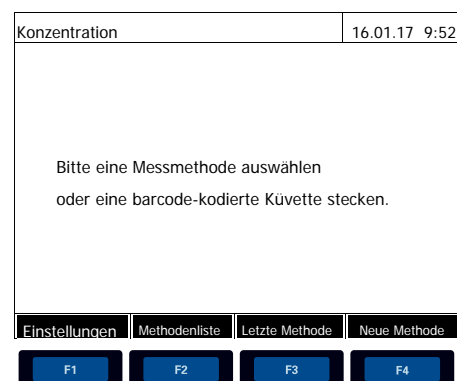 Konzentration 16.01.17 9:52
Bitte eine Messmethode auswählen
oder eine barcode-kodierte Küvette stecken.
Einstellungen Methodenliste Letzte Methode Neue Methode
F1 F2 F3 F4